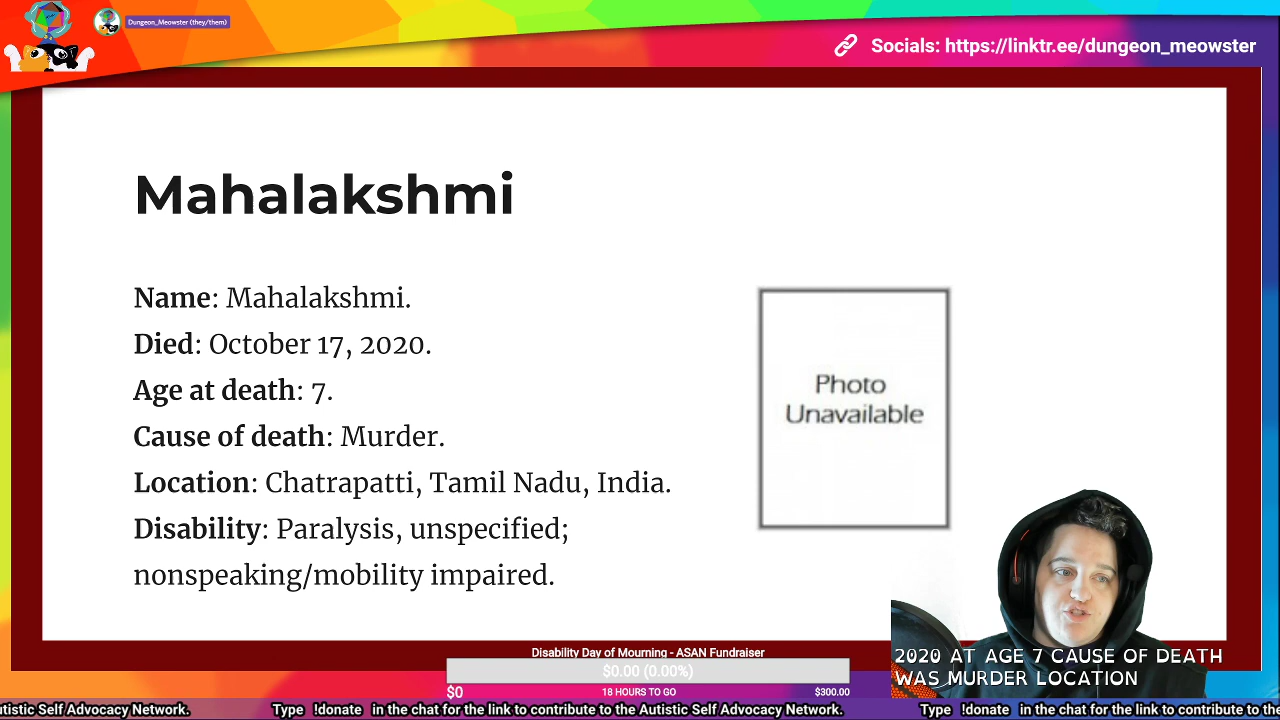 Dungeon_Meowster (they/them)
Socials: https://linktr.ee/dungeon_meowster
Mahalakshmi
Name: Mahalakshmi.
Died: October 17, 2020.
Age at death: 7.
Cause of death: Murder.
Location: Chatrapatti, Tamil Nadu, India.
Disability: Paralysis, unspecified;
nonspeaking/mobility impaired.
Photo
Unavailable
2020 AT AGE 7 CAUSE OF DEATH
WAS MURDER LOCATION
Disability Day of Mourning - ASAN Fundraiser
$0.00 (0.00%)
$0 18 HOURS TO GO $300.00
utistic Self Advocacy Network. Type !donate in the chat for the link to contribute to the Autistic Self Advocacy Network. Type !donate in the chat for the link to contribute to the